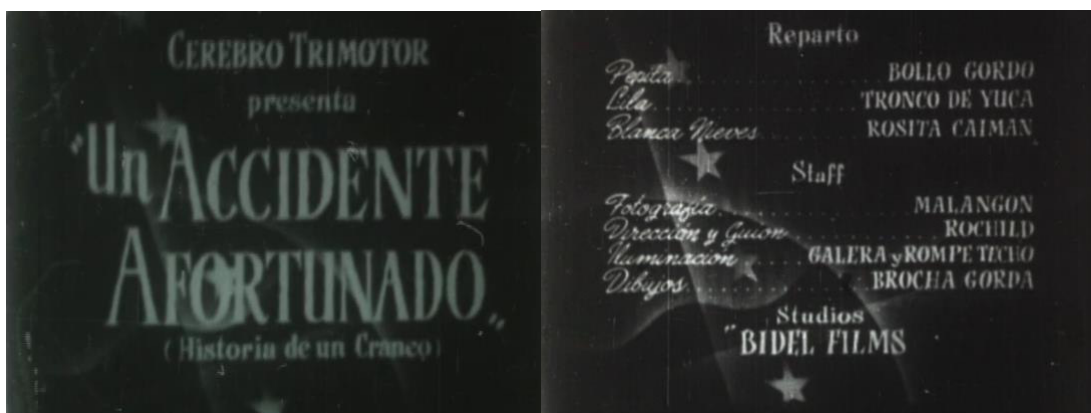 CEREBRO TRIMOTOR
presenta
"Un ACCIDENTE
AFORTUNADO"
(Historia de un Cranco)
Reparto
Pepita........BOLLO GORDO
Lila........TRONCO DE YUCA
Blanca Nieves........ROSITA CAIMAN
Staff
Fotografía........MALANGON
Dirección y Guion........ROCHILD
Iluminación........GALERA y ROMPE TECHO
Dibujos........BROCHA GORDA
Studios
"BIDEL FILMS